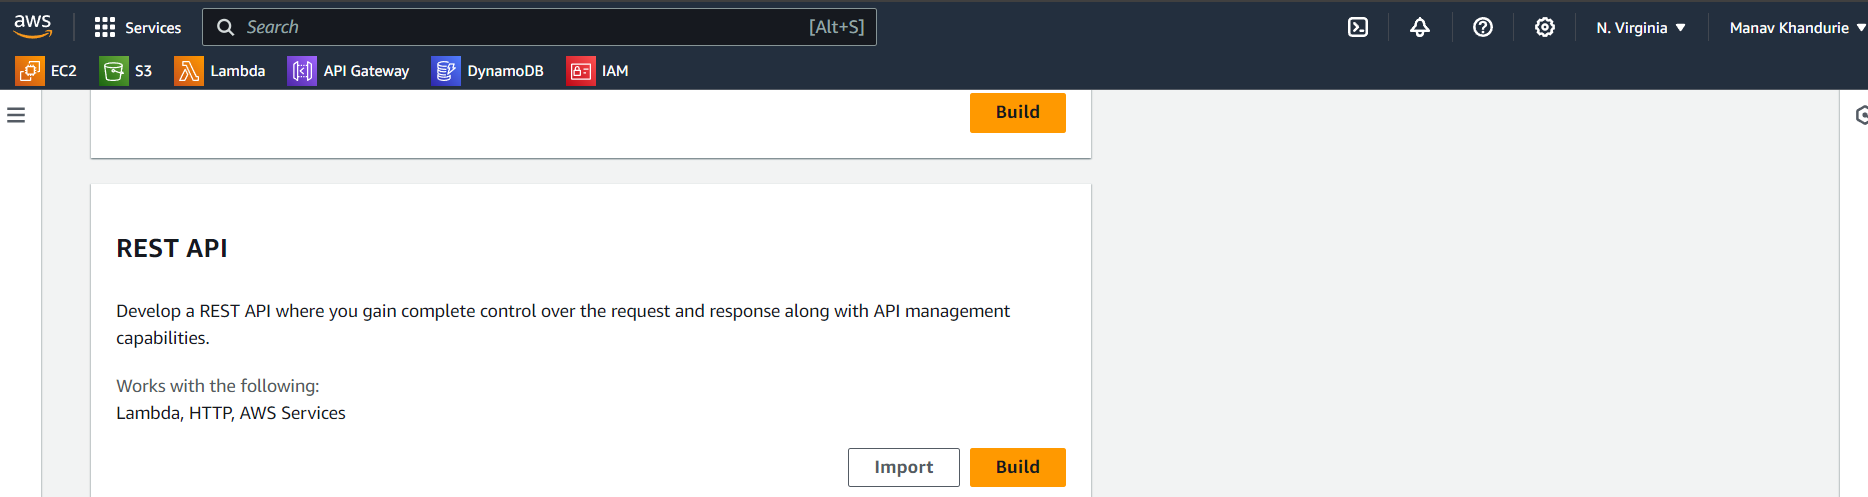 aws
Services
Search
[Alt+S]
N. Virginia
Manav Khandurie
EC2
S3
Lambda
API Gateway
DynamoDB
IAM
Build
REST API
Develop a REST API where you gain complete control over the request and response along with API management
capabilities.
Works with the following:
Lambda, HTTP, AWS Services
Import
Build